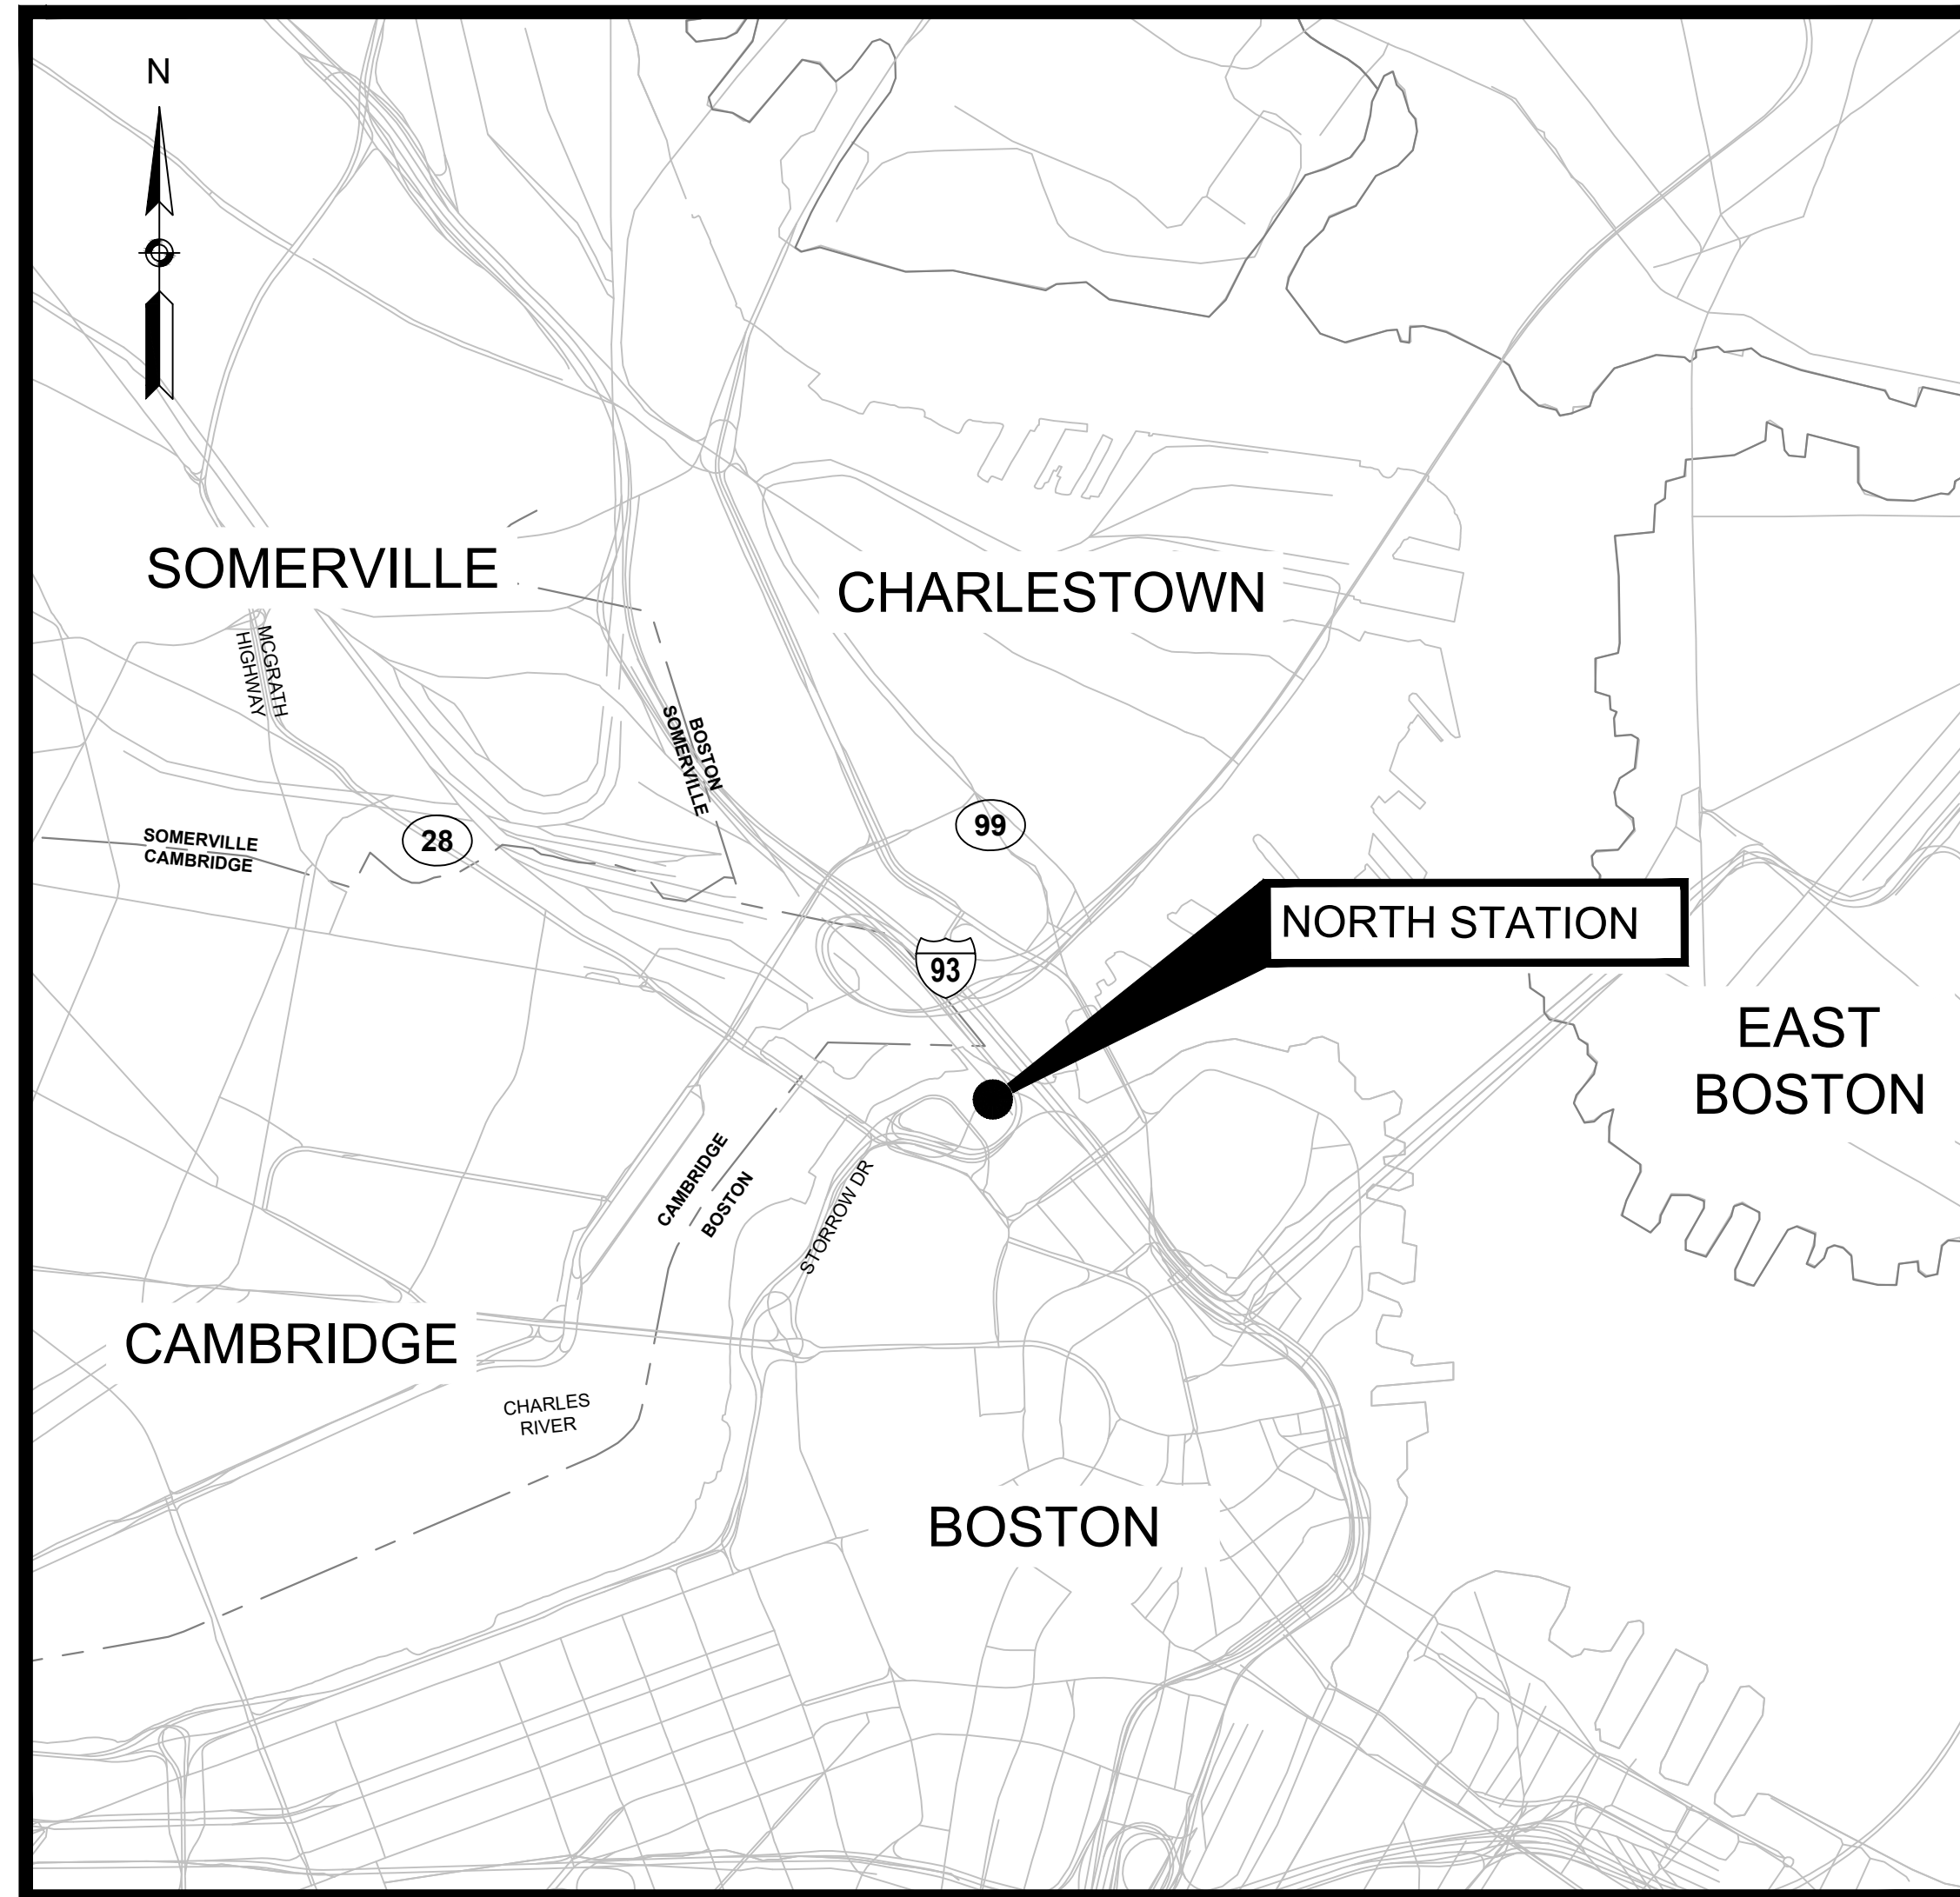 N
SOMERVILLE
CHARLESTOWN
MCGRATH
HIGHWAY
BOSTON
SOMERVILLE
99
28
SOMERVILLE
CAMBRIDGE
NORTH STATION
93
EAST
BOSTON
CAMBRIDGE
BOSTON
STORROW DR
CAMBRIDGE
CHARLES
RIVER
BOSTON